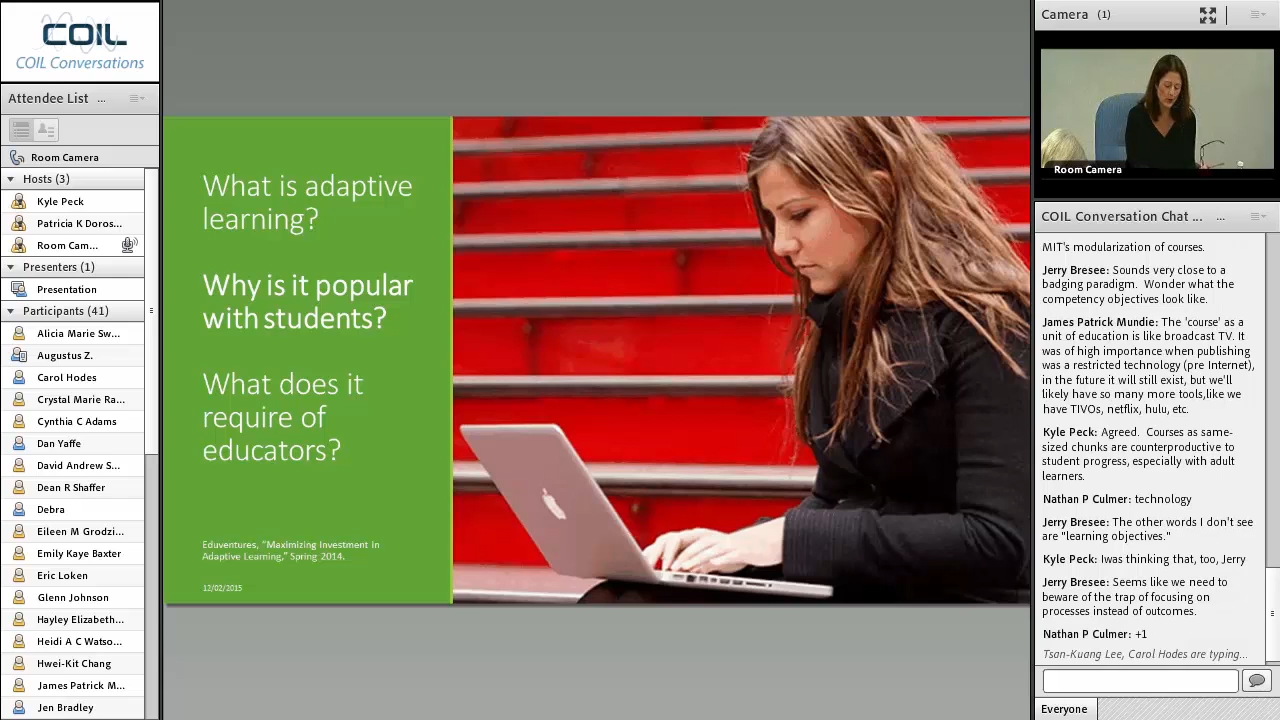 COIL
COIL Conversations
Attendee List ...
Room Camera
Hosts (3)
Kyle Peck
Patricia K Doros...
Room Cam...
Presenters (1)
Presentation
Participants (41)
Alicia Marie Sw...
Augustus Z.
Carol Hodes
Crystal Marie Ra...
Cynthia C Adams
Dan Yaffe
David Andrew S...
Dean R Shaffer
Debra
Eileen M Grodzi...
Emily Kaye Baxter
Eric Loken
Glenn Johnson
Hayley Elizabeth...
Heidi A C Watso...
Hwei-Kit Chang
James Patrick M...
Jen Bradley
What is adaptive
learning?
Why is it popular
with students?
What does it
require of
educators?
Eduventures, "Maximizing Investment in
Adaptive Learning," Spring 2014.
12/02/2015
Camera (1)
Room Camera
COIL Conversation Chat ... ...
MIT's modularization of courses.
Jerry Bresee: Sounds very close to a
badging paradigm. Wonder what the
competency objectives look like.
James Patrick Mundie: The 'course' as a
unit of education is like broadcast TV. It
was of high importance when publishing
was a restricted technology (pre Internet),
in the future it will still exist, but we'll
likely have so many more tools,like we
have TIVOs, netflix, hulu, etc.
Kyle Peck: Agreed. Courses as same-
sized chunks are counterproductive to
student progress, especially with adult
learners.
Nathan P Culmer: technology
Jerry Bresee: The other words I don't see
are "learning objectives."
Kyle Peck: Iwas thinking that, too, Jerry
Jerry Bresee: Seems like we need to
beware of the trap of focusing on
processes instead of outcomes.
Nathan P Culmer: +1
Tsan-Kuang Lee, Carol Hodes are typing...
Everyone